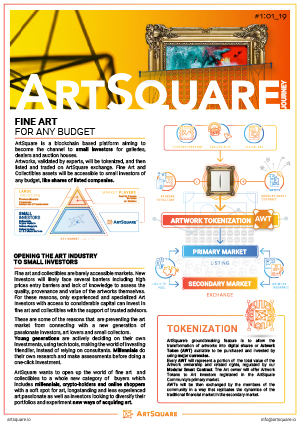 #1:01_19
ARTSQUARE
JOURNEY
FINE ART
FOR ANY BUDGET
ArtSquare is a blockchain based platform aiming to
become the channel to small investors for galleries,
dealers and auction houses.
Artworks, validated by experts, will be tokenized, and then
listed and traded on ArtSquare exchange. Fine Art and
Collectibles assets will be accessible to small investors of
any budget, like shares of listed companies.
LARGE
PLAYERS
SMALL
INVESTORS
ARTSQUARE
OPENING THE ART INDUSTRY
TO SMALL INVESTORS
Fine art and collectibles are barely accessible markets. New
investors will likely face several barriers including high
prices entry barriers and lack of knowledge to assess the
quality, provenance and value of the artworks themselves.
For these reasons, only experienced and specialized Art
investors with access to considerable capital can invest in
fine art and collectibles with the support of trusted advisors.
These are some of the reasons that are preventing the art
market from connecting with a new generation of
passionate investors, art lovers and small collectors.
Young generations are actively deciding on their own
investments, using tech tools, making the world of investing
friendlier, instead of relying on consultants. Millennials do
their own research and remote assessments before doing a
one-click investment.
ArtSquare wants to open up the world of fine art and
collectibles to a whole new category of buyers which
includes millennials, crypto-holders and online shoppers
with a soft spot for art, longstanding and less experienced
art passionate as well as investors looking to diversify their
portfolios and experiment new ways of acquiring art.
ARTWORK TOKENIZATION
AWT
PRIMARY MARKET
LISTING
SECONDARY MARKET
EXCHANGE
TOKENIZATION
ArtSquare groundbreaking feature is to allow the
transformation of artworks into digital shares or Artwork
Token (AWT) suitable to be purchased and traded by
using major currencies.
Every AWT will represent a portion of the total value of the
artwork ownership and related rights, regulated by a
Modular Smart Contract. The Art owner will offer Artwork
Tokens to Art investors registered in the ArtSquare
Community primary market.
AWTs will be then exchanged by the members of the
community in a way that replicates the dynamics of the
traditional financial market in the secondary market.
artsquare.io
ARTSQUARE
info@artsquare.io